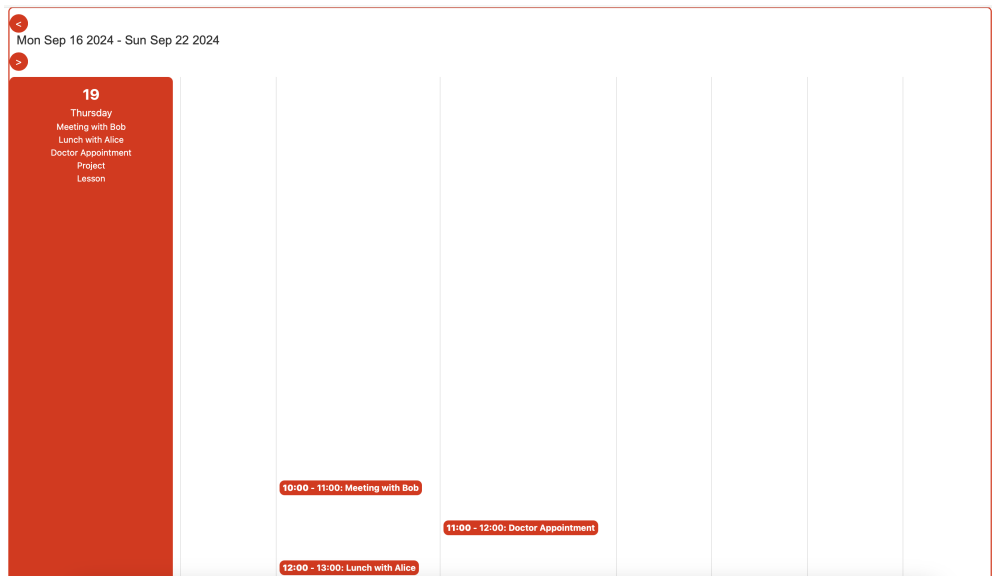 <
Mon Sep 16 2024 - Sun Sep 22 2024
>
19
Thursday
Meeting with Bob
Lunch with Alice
Doctor Appointment
Project
Lesson
10:00 - 11:00: Meeting with Bob
11:00 - 12:00: Doctor Appointment
12:00 - 13:00: Lunch with Alice